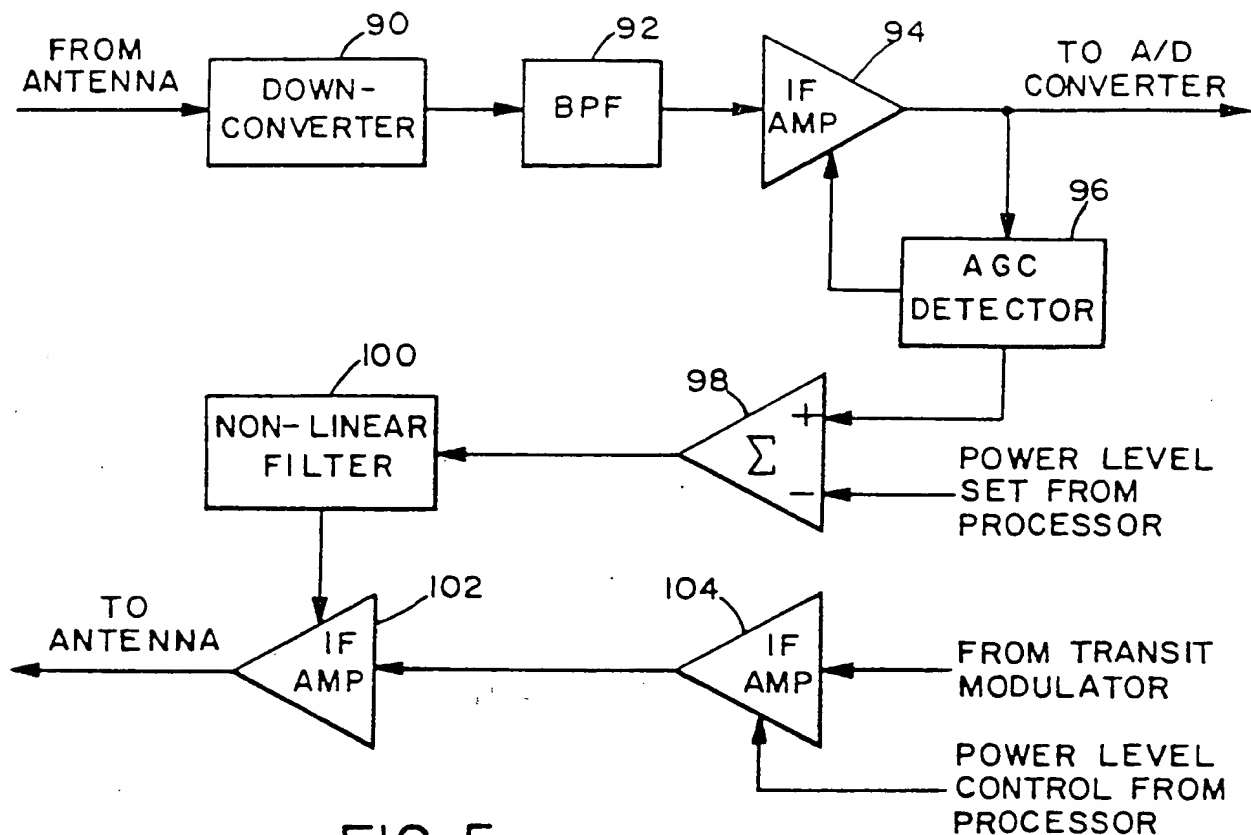 FROM
ANTENNA
90
DOWN-
CONVERTER
92
BPF
94
IF
AMP
TO A/D
CONVERTER
96
AGC
DETECTOR
100
NON-LINEAR
FILTER
98
Σ
+
-
POWER LEVEL
SET FROM
PROCESSOR
TO
ANTENNA
102
IF
AMP
104
IF
AMP
FROM TRANSIT
MODULATOR
POWER LEVEL
CONTROL FROM
PROCESSOR
FIG. 5